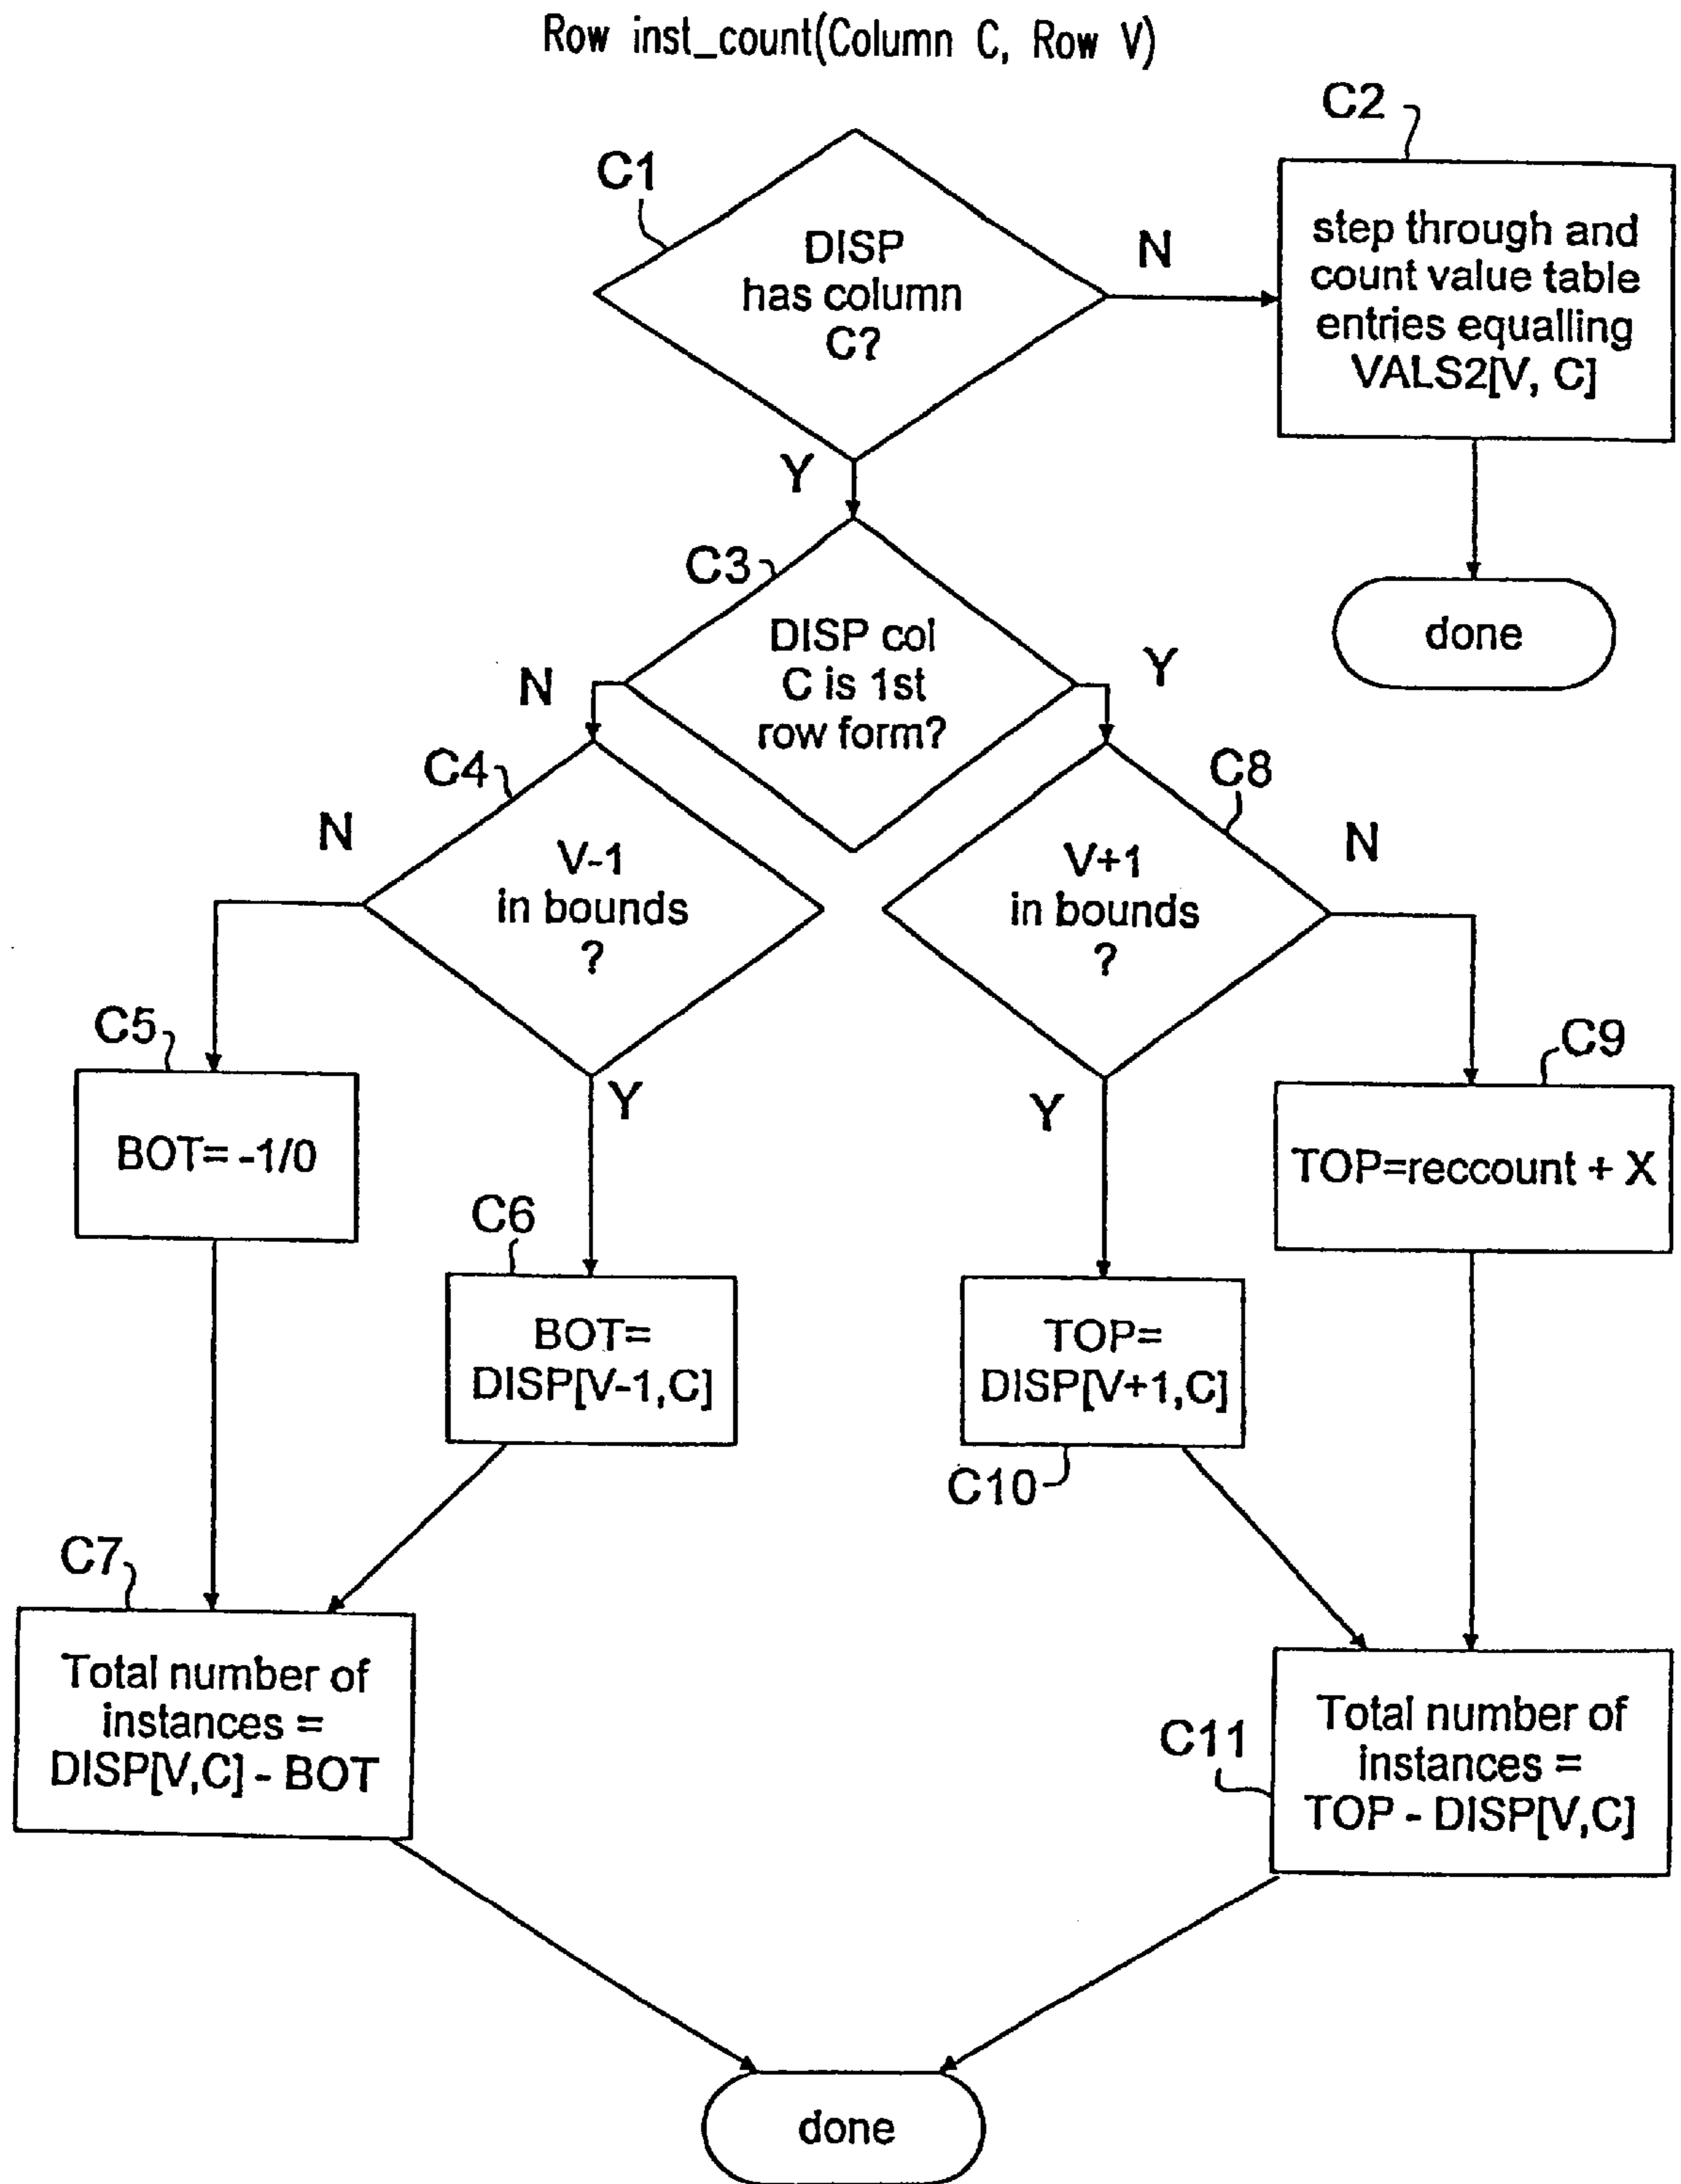 Row inst_count(Column C, Row V)
C1
DISP
has column
C?
N
Y
C2
step through and
count value table
entries equalling
VALS2[V, C]
done
C3
DISP col
C is 1st
row form?
N
Y
C4
V-1
in bounds
?
N
Y
C5
BOT= -1/0
C6
BOT=
DISP[V-1,C]
C7
Total number of
instances =
DISP[V,C] - BOT
C8
V+1
in bounds
?
N
Y
C9
TOP=reccount + X
TOP=
DISP[V+1,C]
C10
C11
Total number of
instances =
TOP - DISP[V,C]
done